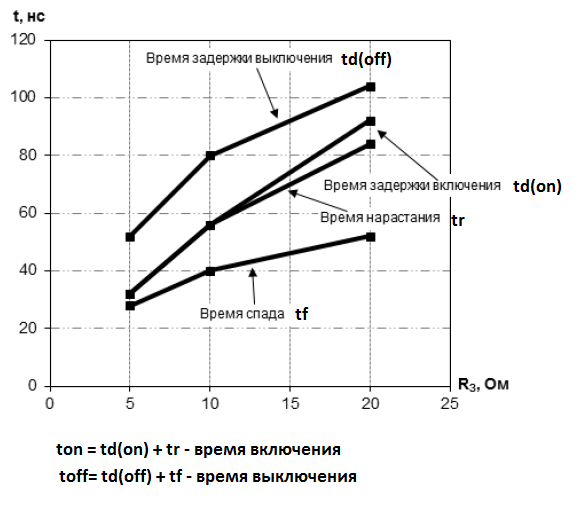 t, нс
120
Время задержки выключения td(off)
100
80
Время задержки включения td(on)
60
Время нарастания tr
40
Время спада tf
20
0
R3, Ом
0 5 10 15 20 25
ton = td(on) + tr - время включения
toff= td(off) + tf - время выключения